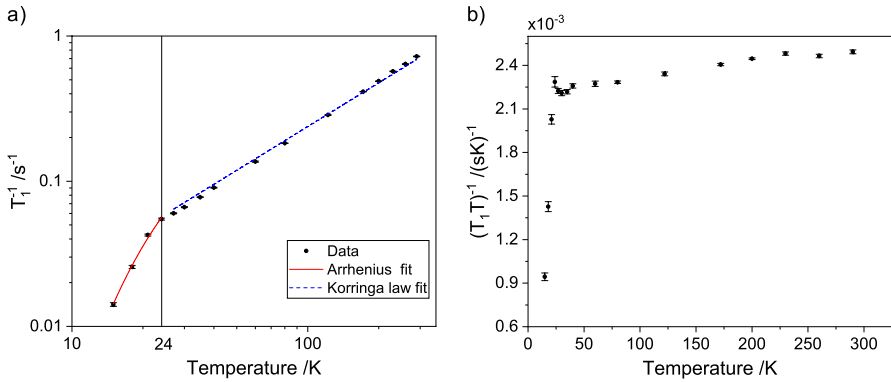 a)
1
0.1
0.01
T₁⁻¹ /s⁻¹
10
24
100
Temperature /K
Data
Arrhenius fit
Korringa law fit
b)
x10⁻³
2.4
2.1
1.8
1.5
1.2
0.9
0.6
(T₁T)⁻¹ /(sK)⁻¹
0 50 100 150 200 250 300
Temperature /K